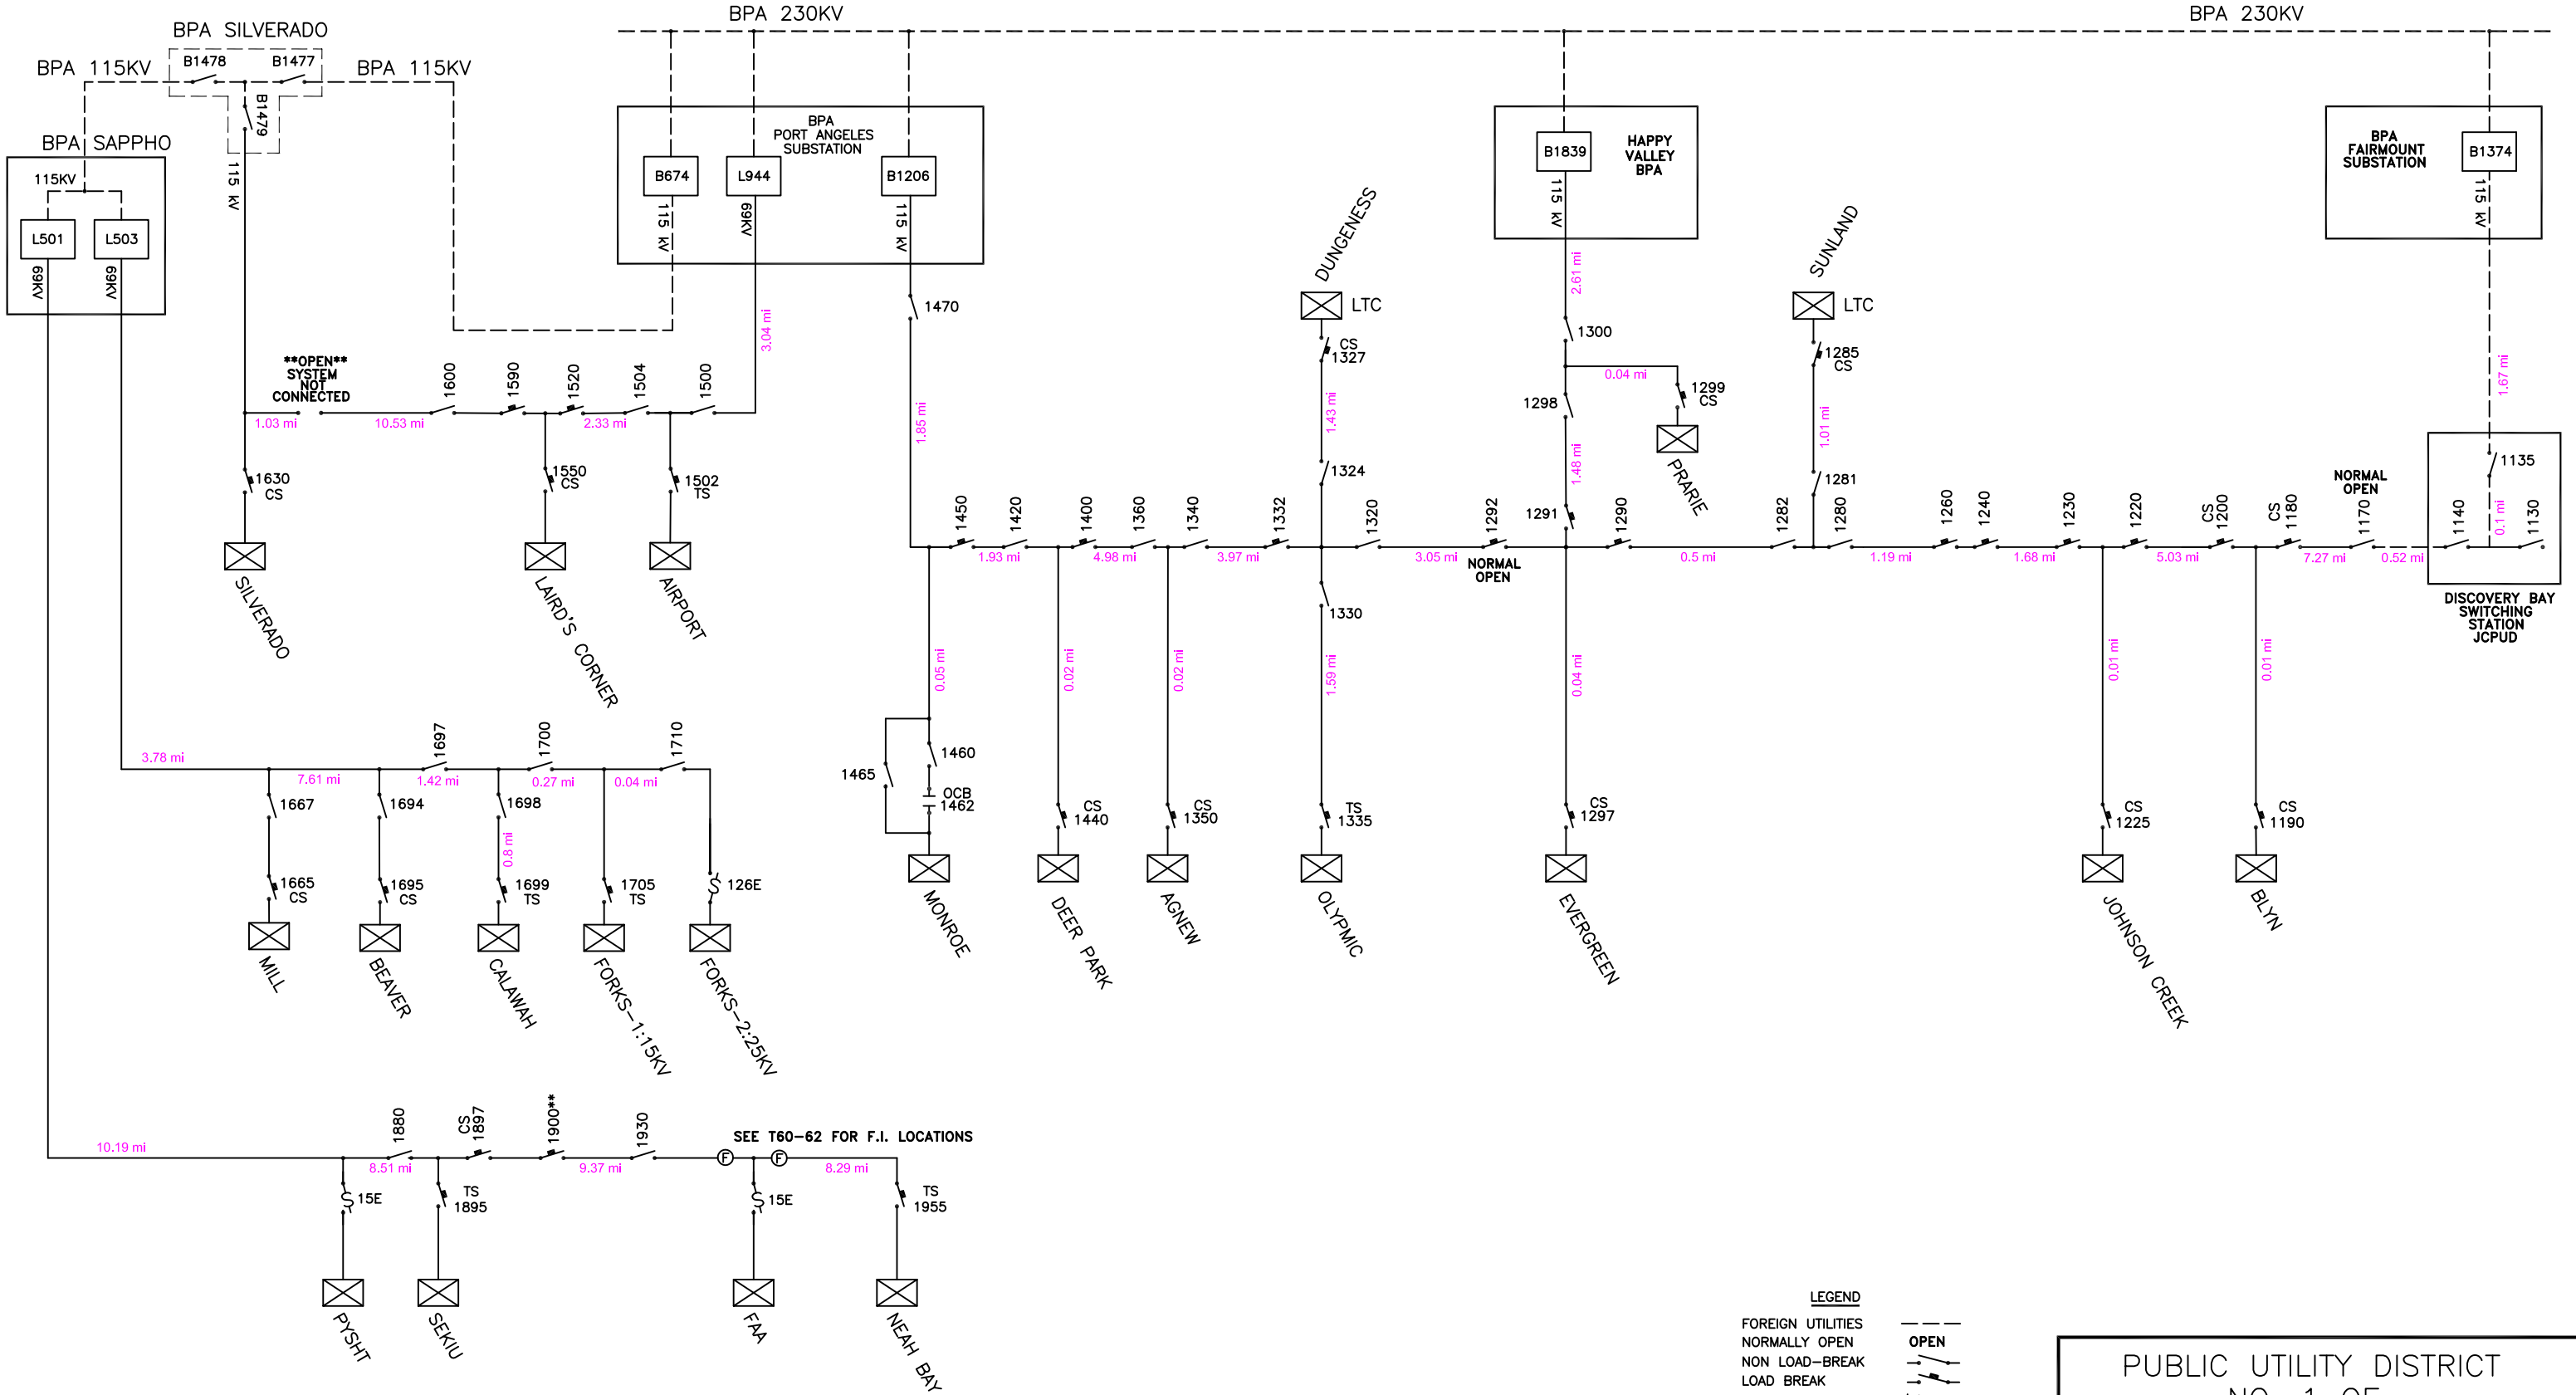 BPA 230KV
BPA 230KV
BPA SILVERADO
B1478
B1477
BPA 115KV
BPA 115KV
B1479
115 kV
BPA SAPPHO
115KV
L501
L503
69KV
69KV
BPA
PORT ANGELES
SUBSTATION
B674
L944
B1206
115 kV
69KV
115 kV
HAPPY
VALLEY
BPA
B1839
115 kV
BPA
FAIRMOUNT
SUBSTATION
B1374
115 kV
**OPEN**
SYSTEM
NOT
CONNECTED
1600
1590
1520
1504
1500
3.04 mi
1.03 mi
10.53 mi
2.33 mi
1630
CS
1550
CS
1502
TS
SILVERADO
LAIRD'S CORNER
AIRPORT
1470
1.85 mi
DUNGENESS
LTC
CS
1327
1.43 mi
1324
2.61 mi
1300
0.04 mi
1299
CS
1298
PRARIE
1.48 mi
1291
SUNLAND
LTC
1285
CS
1.01 mi
1281
1.67 mi
1135
0.1 mi
1450
1420
1400
1360
1340
1332
1320
1292
1290
1282
1280
1260
1240
1230
1220
CS
1200
CS
1180
NORMAL
OPEN
1170
1140
1130
1.93 mi
4.98 mi
3.97 mi
3.05 mi
NORMAL
OPEN
0.5 mi
1.19 mi
1.68 mi
5.03 mi
7.27 mi
0.52 mi
DISCOVERY BAY
SWITCHING
STATION
JCPUD
1330
0.05 mi
0.02 mi
0.02 mi
1.59 mi
0.04 mi
0.01 mi
0.01 mi
1465
1460
OCB
1462
CS
1440
CS
1350
TS
1335
CS
1297
CS
1225
CS
1190
MONROE
DEER PARK
AGNEW
OLYPMIC
EVERGREEN
JOHNSON CREEK
BLYN
3.78 mi
7.61 mi
1697
1.42 mi
1700
0.27 mi
0.04 mi
1710
1667
1694
1698
0.8 mi
1665
CS
1695
CS
1699
TS
1705
TS
126E
MILL
BEAVER
CALAWAH
FORKS-1:15KV
FORKS-2:25KV
10.19 mi
1880
8.51 mi
CS
1897
1900**
9.37 mi
1930
SEE T60-62 FOR F.I. LOCATIONS
F
F
8.29 mi
15E
TS
1895
15E
TS
1955
PYSHT
SEKIU
FAA
NEAH BAY
LEGEND
FOREIGN UTILITIES
NORMALLY OPEN OPEN
NON LOAD-BREAK
LOAD BREAK
PUBLIC UTILITY DISTRICT
NO. 1 OF